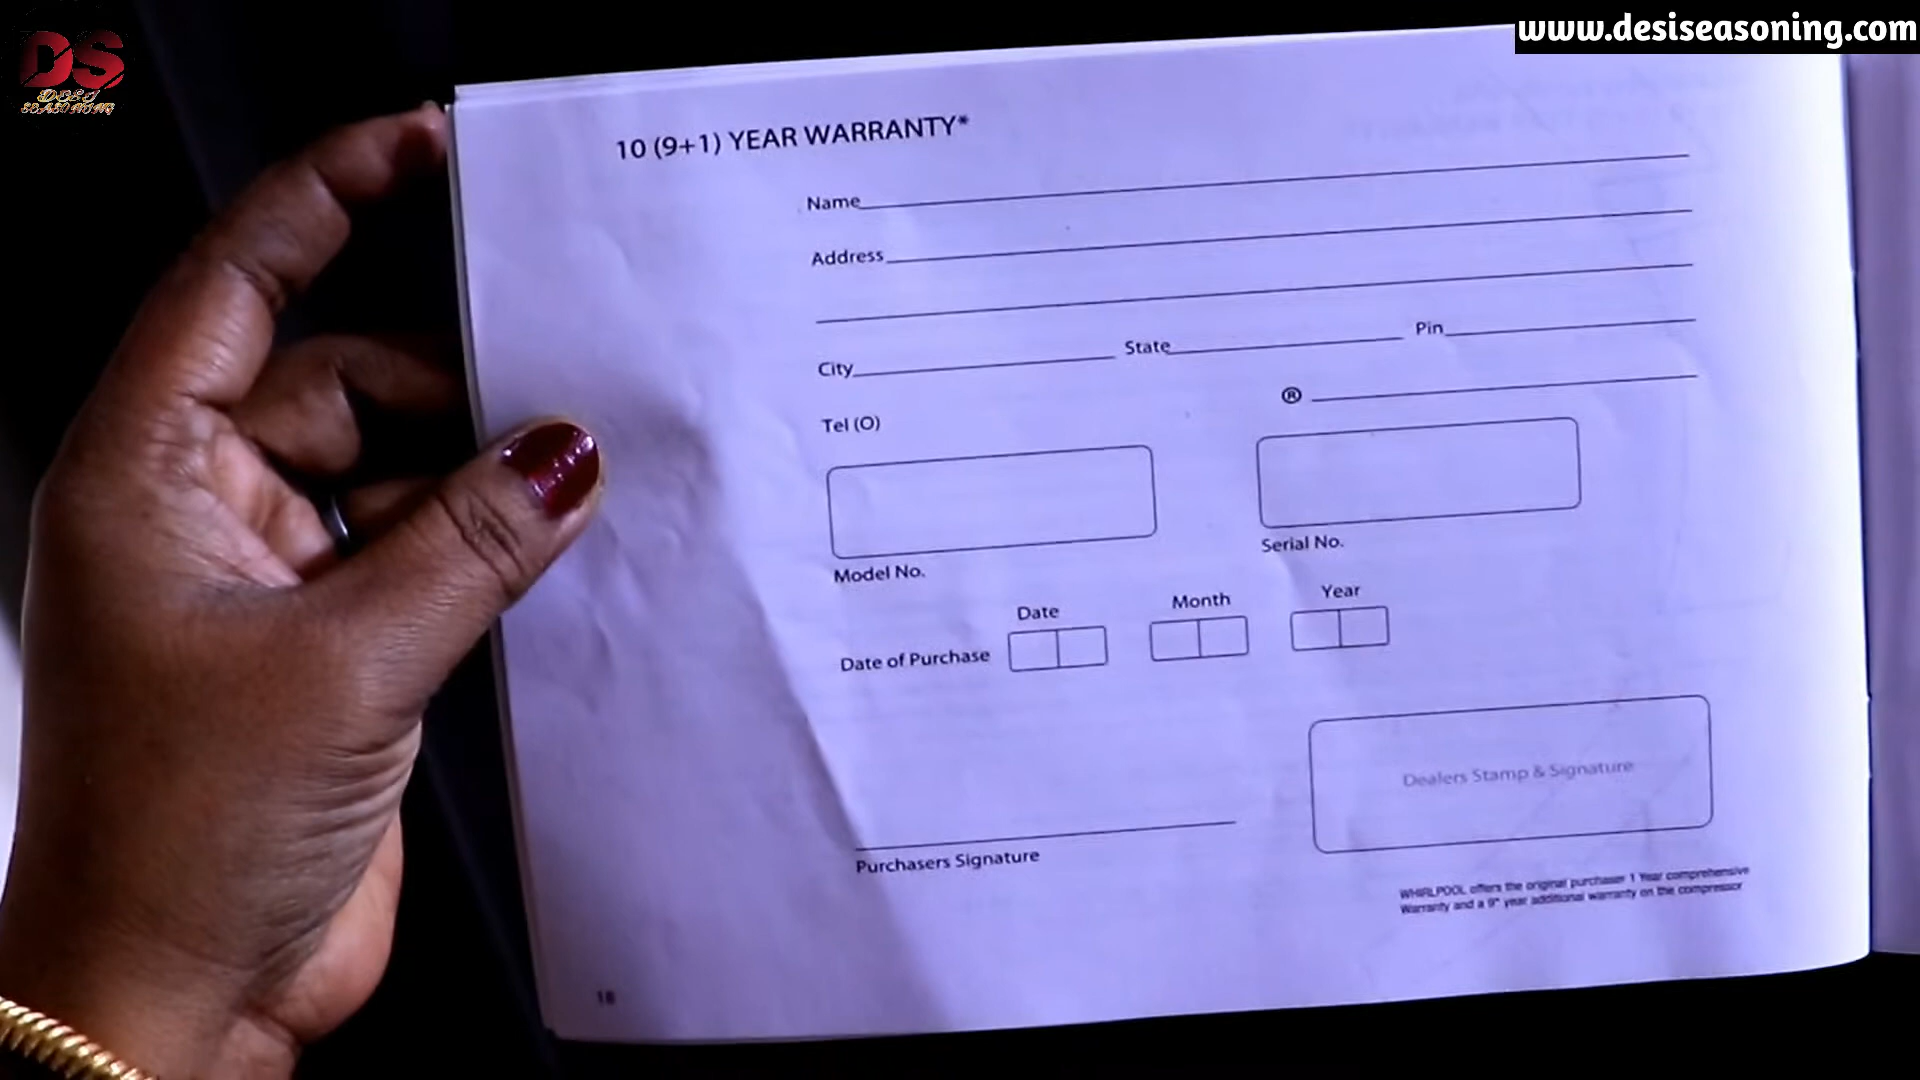 www.desiseasoning.com
DS
DESI
SEASONING
10 (9+1) YEAR WARRANTY*
Name
Address
City State Pin
Tel (O) ®
Model No.
Serial No.
Date Month Year
Date of Purchase
Dealers Stamp & Signature
Purchasers Signature
WHIRLPOOL offers the original purchaser 1 Year comprehensive
Warranty and a 9* year additional warranty on the compressor
18